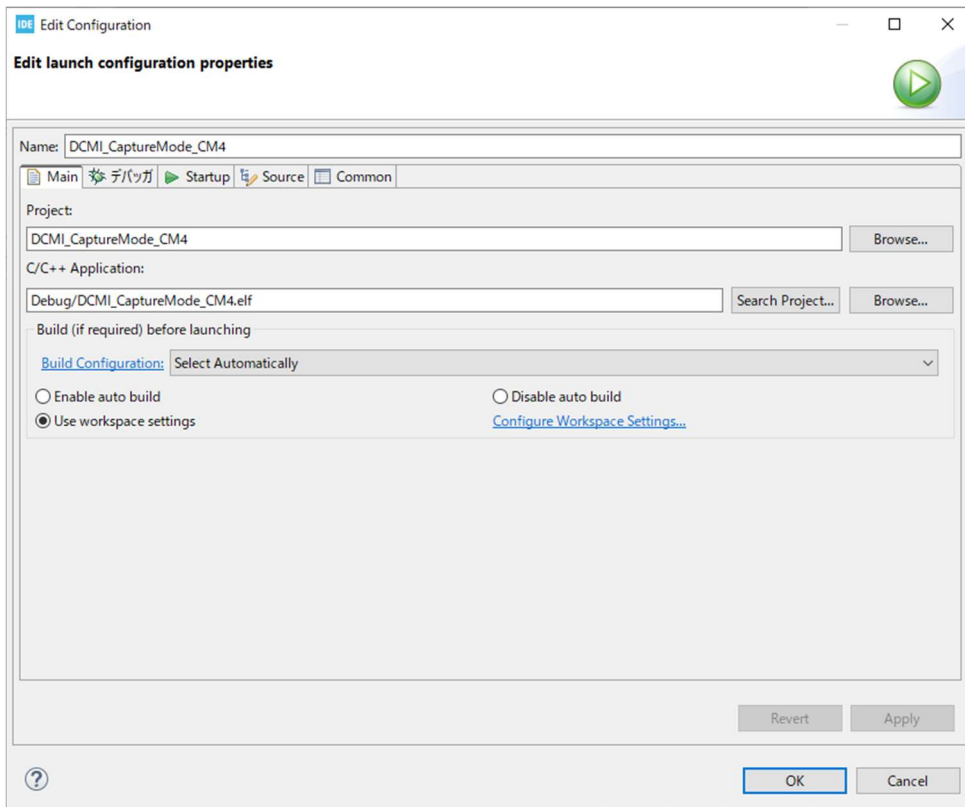 IDE Edit Configuration
Edit launch configuration properties
Name: DCMI_CaptureMode_CM4
Main デバッガ Startup Source Common
Project:
DCMI_CaptureMode_CM4 Browse...
C/C++ Application:
Debug/DCMI_CaptureMode_CM4.elf Search Project... Browse...
Build (if required) before launching
Build Configuration: Select Automatically
Enable auto build Disable auto build
Use workspace settings Configure Workspace Settings...
Revert Apply
? OK Cancel